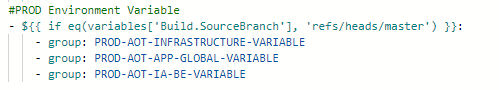 #PROD Environment Variable
- ${{ if eq(variables['Build.SourceBranch'], 'refs/heads/master') }}:
    - group: PROD-AOT-INFRASTRUCTURE-VARIABLE
    - group: PROD-AOT-APP-GLOBAL-VARIABLE
    - group: PROD-AOT-IA-BE-VARIABLE